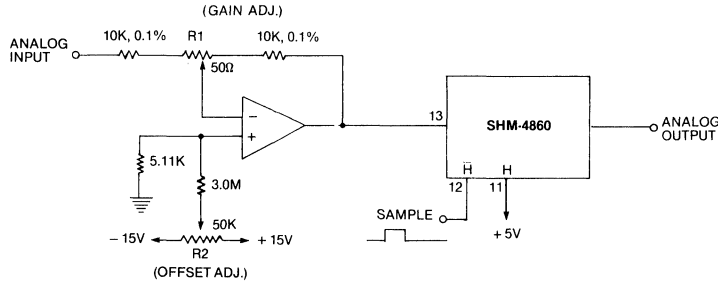 (GAIN ADJ.)
10K, 0.1%
R1
10K, 0.1%
ANALOG
INPUT
50Ω
−
+
13
SHM-4860
ANALOG
OUTPUT
5.11K
3.0M
H̅
H
12
11
SAMPLE
50K
− 15V
+ 15V
+ 5V
R2
(OFFSET ADJ.)